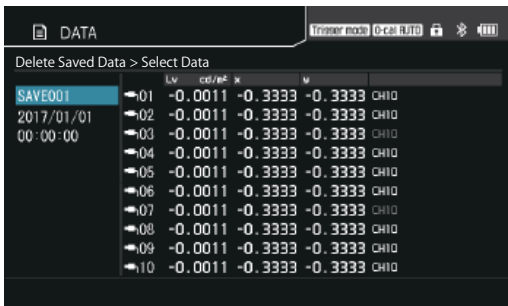 DATA Trigger mode 0-cal AUTO
Delete Saved Data > Select Data
Lv cd/m² x y
SAVE001 01 -0.0011 -0.3333 -0.3333 CH10
2017/01/01 02 -0.0011 -0.3333 -0.3333 CH10
00:00:00 03 -0.0011 -0.3333 -0.3333 CH10
04 -0.0011 -0.3333 -0.3333 CH10
05 -0.0011 -0.3333 -0.3333 CH10
06 -0.0011 -0.3333 -0.3333 CH10
07 -0.0011 -0.3333 -0.3333 CH10
08 -0.0011 -0.3333 -0.3333 CH10
09 -0.0011 -0.3333 -0.3333 CH10
10 -0.0011 -0.3333 -0.3333 CH10